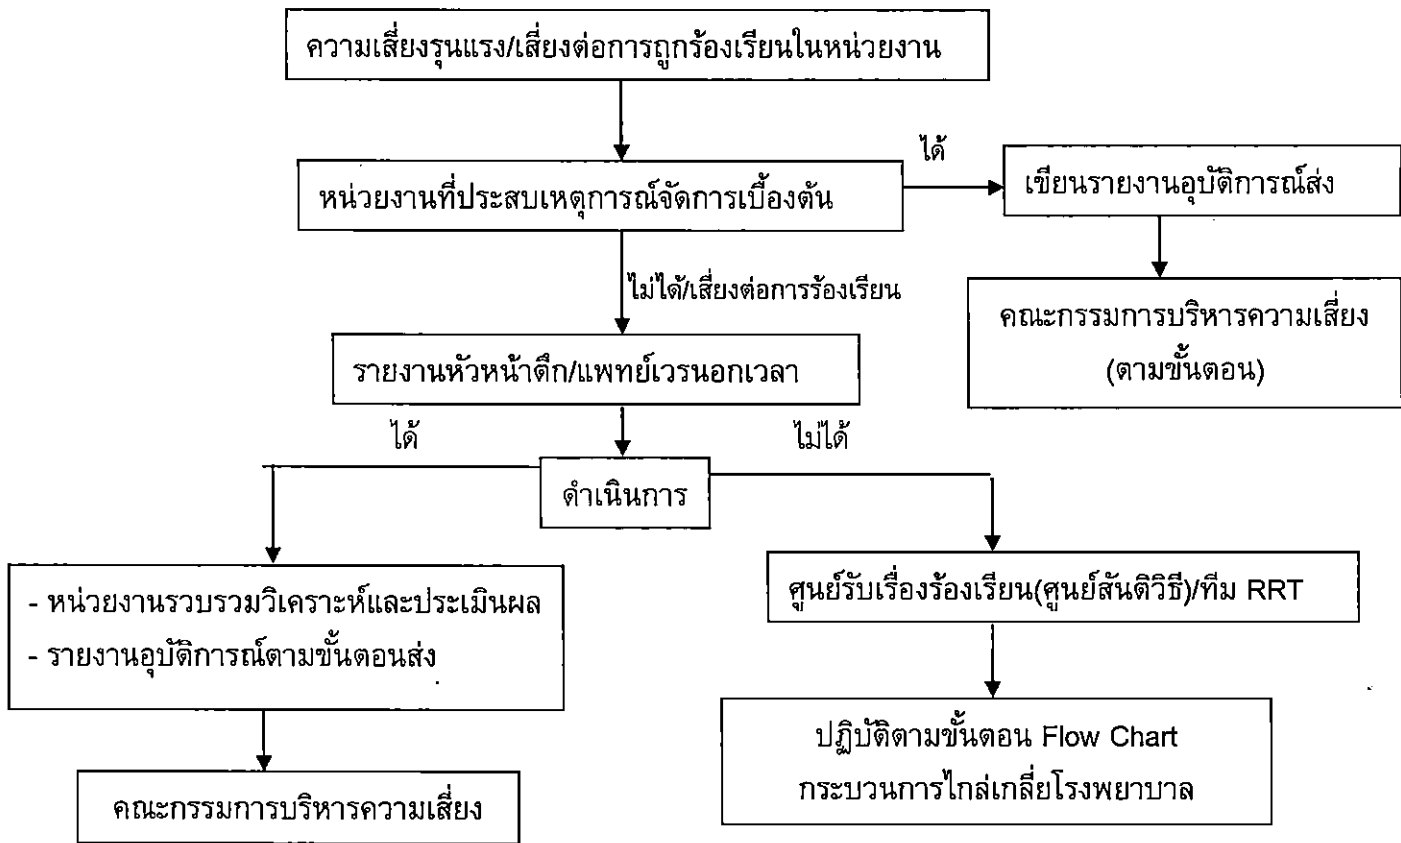 ความเสี่ยงรุนแรง/เสี่ยงต่อการถูกร้องเรียนในหน่วยงาน
ได้
หน่วยงานที่ประสบเหตุการณ์จัดการเบื้องต้น
เขียนรายงานอุบัติการณ์ส่ง
ไม่ได้/เสี่ยงต่อการร้องเรียน
คณะกรรมการบริหารความเสี่ยง
(ตามขั้นตอน)
รายงานหัวหน้าตึก/แพทย์เวรนอกเวลา
ได้
ไม่ได้
ดำเนินการ
- หน่วยงานรวบรวมวิเคราะห์และประเมินผล
- รายงานอุบัติการณ์ตามขั้นตอนส่ง
ศูนย์รับเรื่องร้องเรียน(ศูนย์สันติวิธี)/ทีม RRT
คณะกรรมการบริหารความเสี่ยง
ปฏิบัติตามขั้นตอน Flow Chart
กระบวนการไกล่เกลี่ยโรงพยาบาล